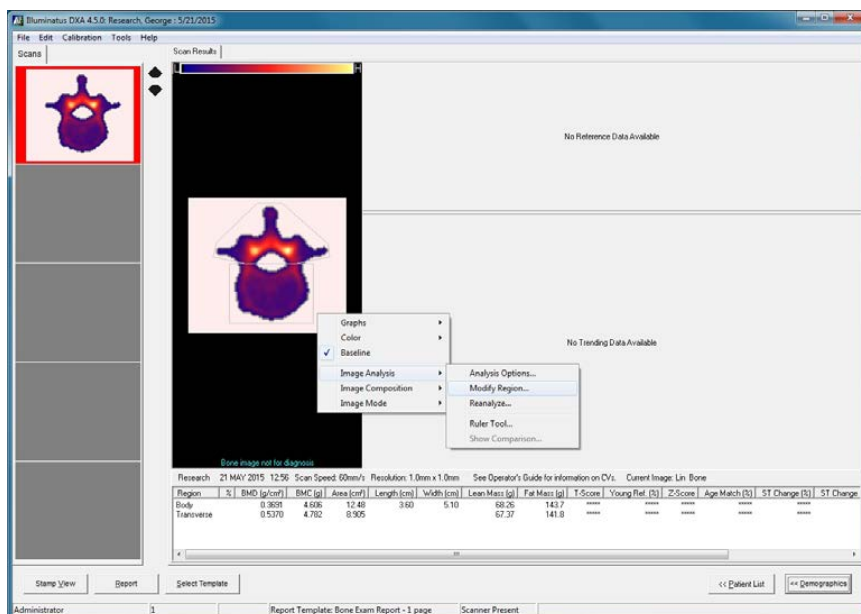 Illuminatus DXA 4.5.0: Research, George : 5/21/2015
File Edit Calibration Tools Help
Scans
Scan Results
L H
No Reference Data Available
Graphs
Color
Baseline
Image Analysis
Image Composition
Image Mode
No Trending Data Available
Analysis Options...
Modify Region...
Reanalyze...
Ruler Tool...
Show Comparison...
Bone image not for diagnosis
Research 21 MAY 2015 12:56 Scan Speed: 60mm/s Resolution: 1.0mm x 1.0mm See Operator's Guide for information on CVs. Current Image: Lin Bone
Region % BMD (g/cm²) BMC (g) Area (cm²) Length (cm) Width (cm) Lean Mass (g) Fat Mass (g) T-Score Young Ref. (%) Z-Score Age Match (%) ST Change (%) ST Change
Body 0.3691 4.606 12.48 3.60 5.10 68.26 143.7 ***** ***** ***** ***** *****
Transverse 0.5370 4.782 8.905 67.37 141.8 ***** ***** ***** ***** *****
Stamp View Report Select Template << Patient List << Demographics
Administrator 1 Report Template: Bone Exam Report - 1 page Scanner Present